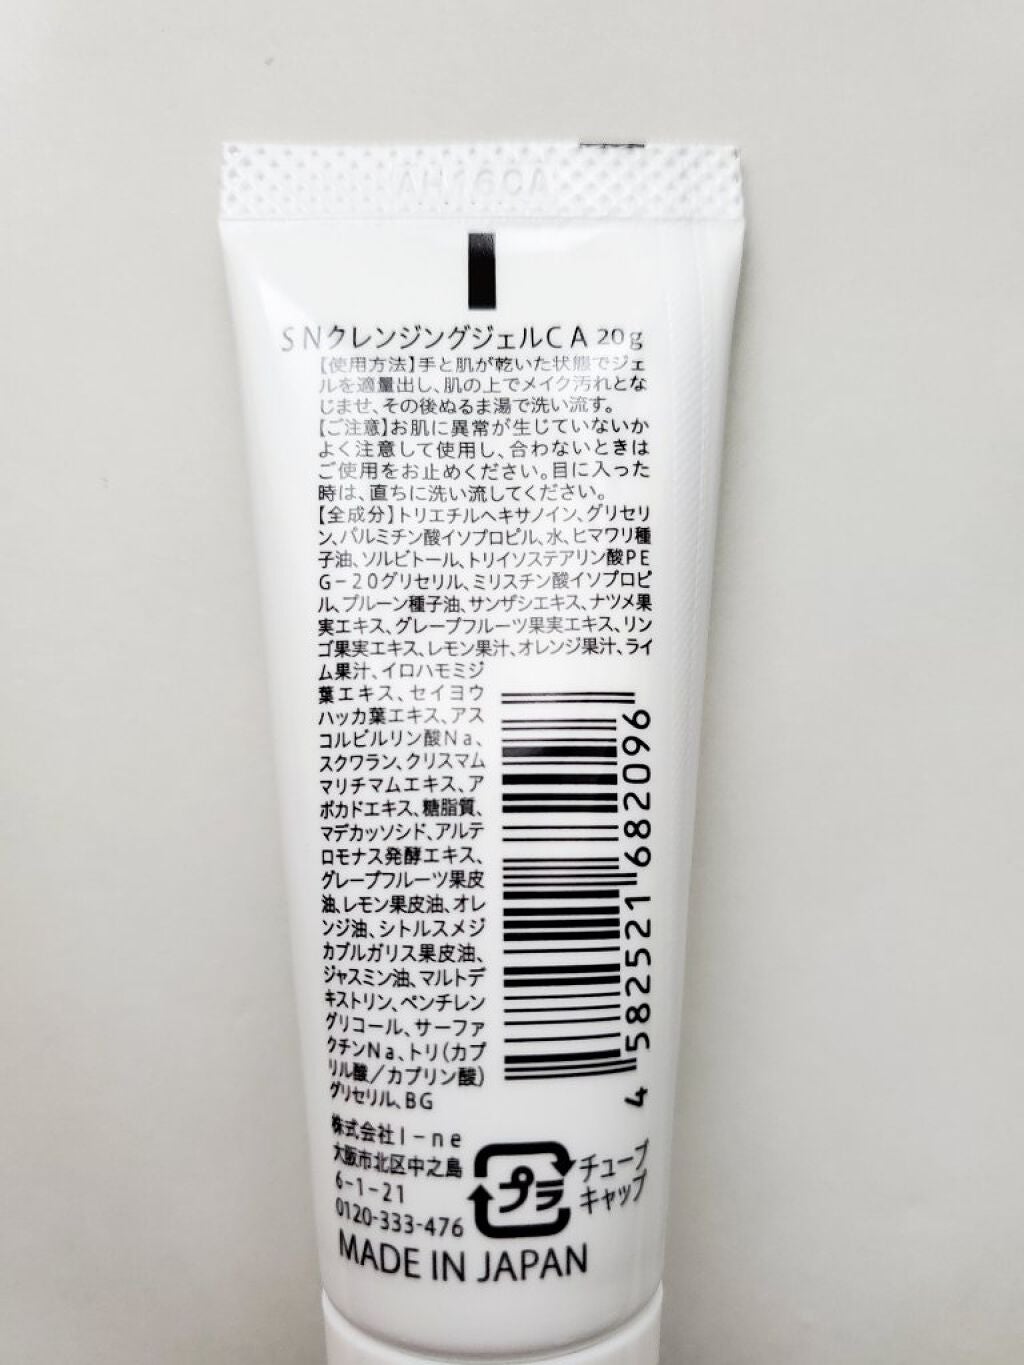 SNクレンジングジェルCA 20g
【使用方法】手と肌が乾いた状態でジェ
ルを適量出し、肌の上でメイク汚れとな
じませ、その後ぬるま湯で洗い流す。
【ご注意】お肌に異常が生じていないか
よく注意して使用し、合わないときは
ご使用をお止めください。目に入った
時は、直ちに洗い流してください。
【全成分】トリエチルヘキサノイン、グリセリ
ン、パルミチン酸イソプロピル、水、ヒマワリ種
子油、ソルビトール、トリイソステアリン酸PE
G-20グリセリル、ミリスチン酸イソプロピ
ル、プルーン種子油、サンザシエキス、ナツメ果
実エキス、グレープフルーツ果実エキス、リン
ゴ果実エキス、レモン果汁、オレンジ果汁、ライ
ム果汁、イロハモミジ
葉エキス、セイヨウ
ハッカ葉エキス、アス
コルビルリン酸Na、
スクワラン、クリスマム
マリチマムエキス、ア
ボカドエキス、糖脂質、
マデカッソシド、アルテ
ロモナス発酵エキス、
グレープフルーツ果皮
油、レモン果皮油、オレ
ンジ油、シトルスメジ
カブルガリス果皮油、
ジャスミン油、マルトデ
キストリン、ペンチレン
グリコール、サーファ
クチンNa、トリ(カプ
リル酸/カプリン酸)
グリセリル、BG
4 582521 682096
株式会社I-ne
大阪市北区中之島
6-1-21
0120-333-476
プラ
チューブ
キャップ
MADE IN JAPAN